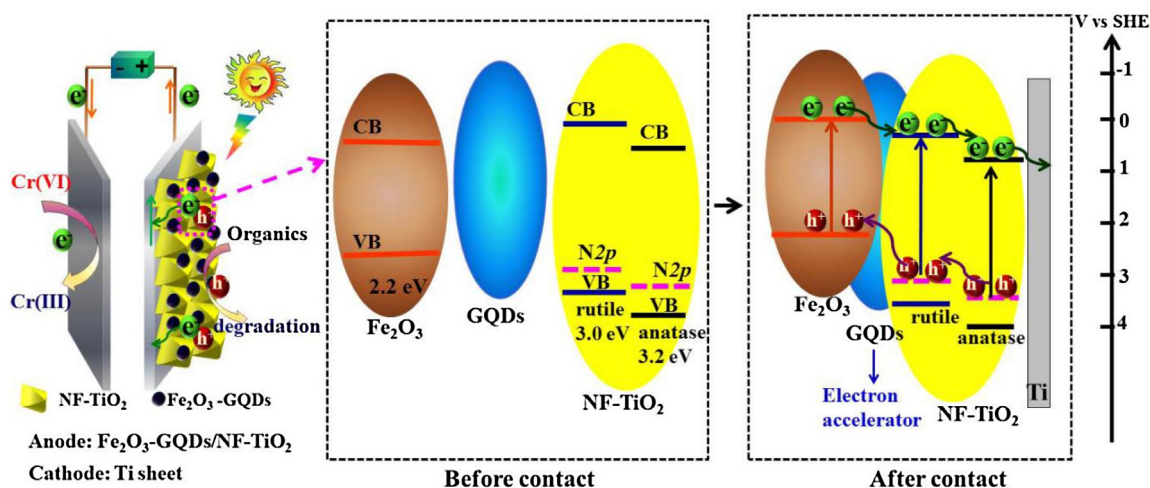 - +
e⁻
e⁻
Cr(VI)
e⁻
Cr(III)
e⁻
h⁺
Organics
h⁺
degradation
e⁻
h⁺
NF-TiO₂
Fe₂O₃-GQDs
Anode: Fe₂O₃-GQDs/NF-TiO₂
Cathode: Ti sheet
CB
VB
2.2 eV
Fe₂O₃
GQDs
CB
CB
N2p
VB
rutile
3.0 eV
N2p
VB
anatase
3.2 eV
NF-TiO₂
Before contact
e⁻ e⁻
e⁻ e⁻
e⁻ e⁻
h⁺ h⁺
h⁺ h⁺
h⁺ h⁺
Fe₂O₃
GQDs
rutile
anatase
Ti
Electron
accelerator
NF-TiO₂
After contact
V vs SHE
-1
0
1
2
3
4